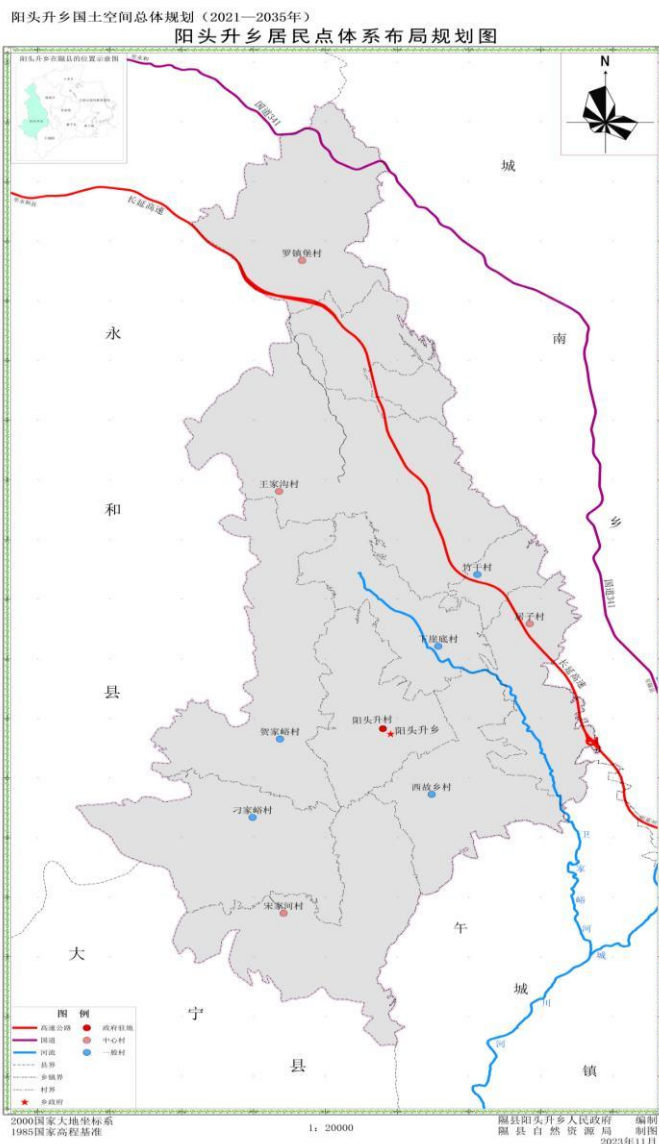 阳头升乡国土空间总体规划（2021—2035年）
阳头升乡居民点体系布局规划图
阳头升乡在隰县的位置示意图
N
国道341
城
长延高速
罗镇堡村
永
南
王家沟村
和
乡
竹干村
国道341
居子村
下崖底村
长延高速
县
阳头升村
阳头升乡
贺家峪村
西故乡村
刁家峪村
卫
家
峪
河
宋家河村
午
大
城
城
川
宁
河
县
镇
图 例
高速公路
政府驻地
国道
中心村
河流
一般村
县界
乡镇界
村界
乡政府
2000国家大地坐标系
1985国家高程基准
1：20000
隰县阳头升乡人民政府 编制
隰县自然资源局 制图
2023年11月